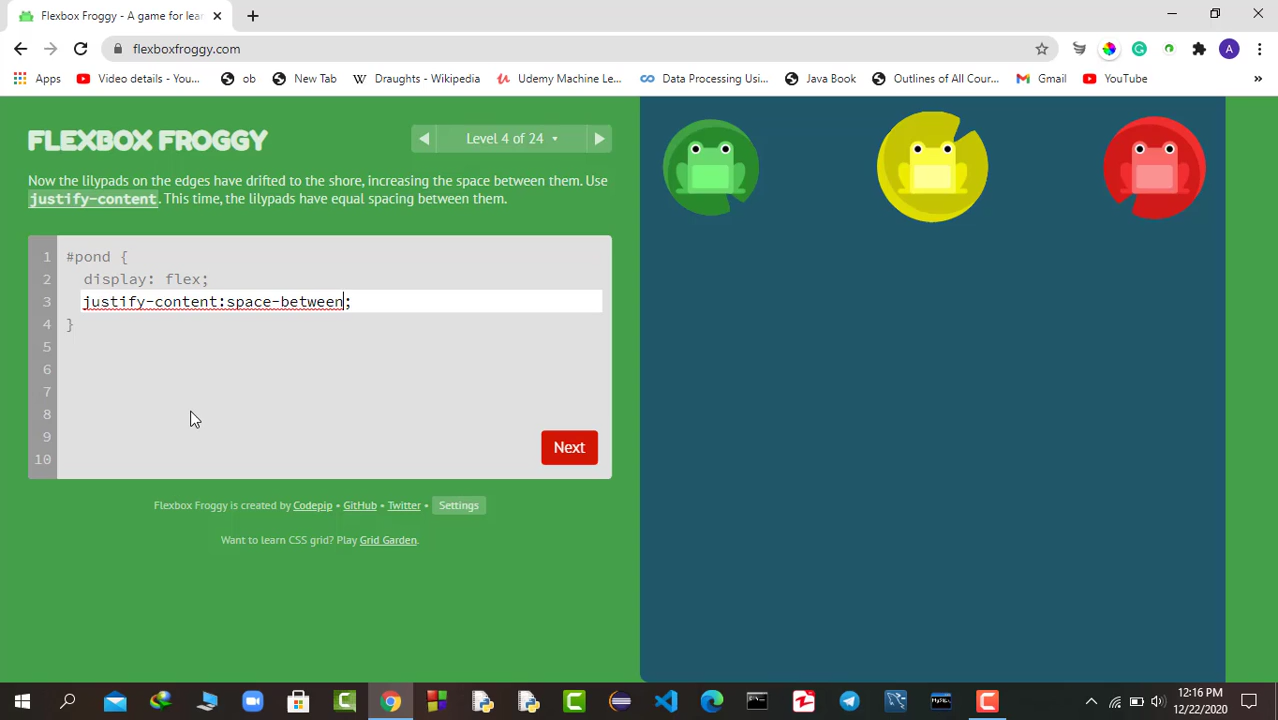 Flexbox Froggy - A game for lea
flexboxfroggy.com
A
Apps
Video details - You...
ob
New Tab
Draughts - Wikipedia
Udemy Machine Le...
Data Processing Usi...
Java Book
Outlines of All Cour...
Gmail
YouTube
»
FLEXBOX FROGGY
Level 4 of 24
Now the lilypads on the edges have drifted to the shore, increasing the space between them. Use
justify-content. This time, the lilypads have equal spacing between them.
1 #pond {
2 display: flex;
3 justify-content:space-between;
4 }
5
6
7
8
9
10
Next
Flexbox Froggy is created by Codepip • GitHub • Twitter • Settings
Want to learn CSS grid? Play Grid Garden.
12:16 PM
12/22/2020